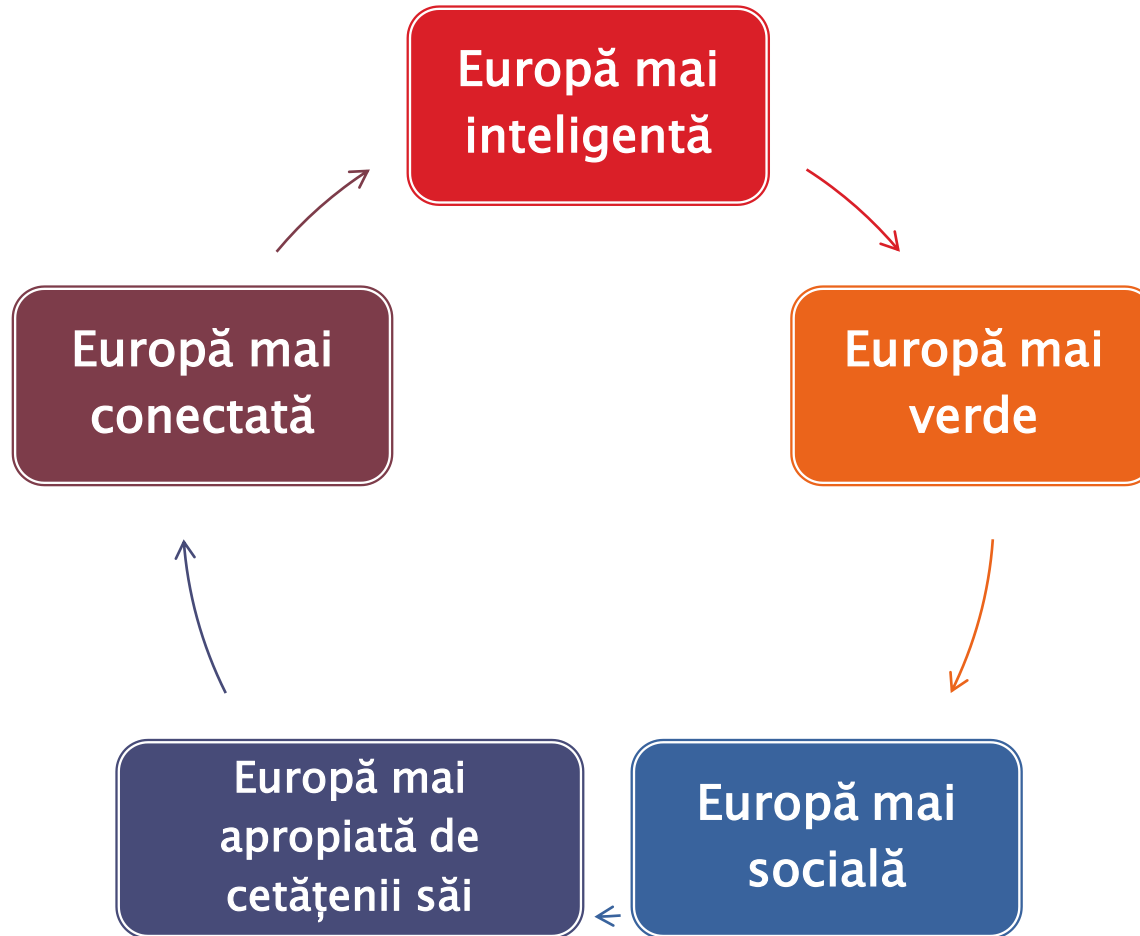 Europă mai
inteligentă
Europă mai
verde
Europă mai
socială
Europă mai
apropiată de
cetățenii săi
Europă mai
conectată